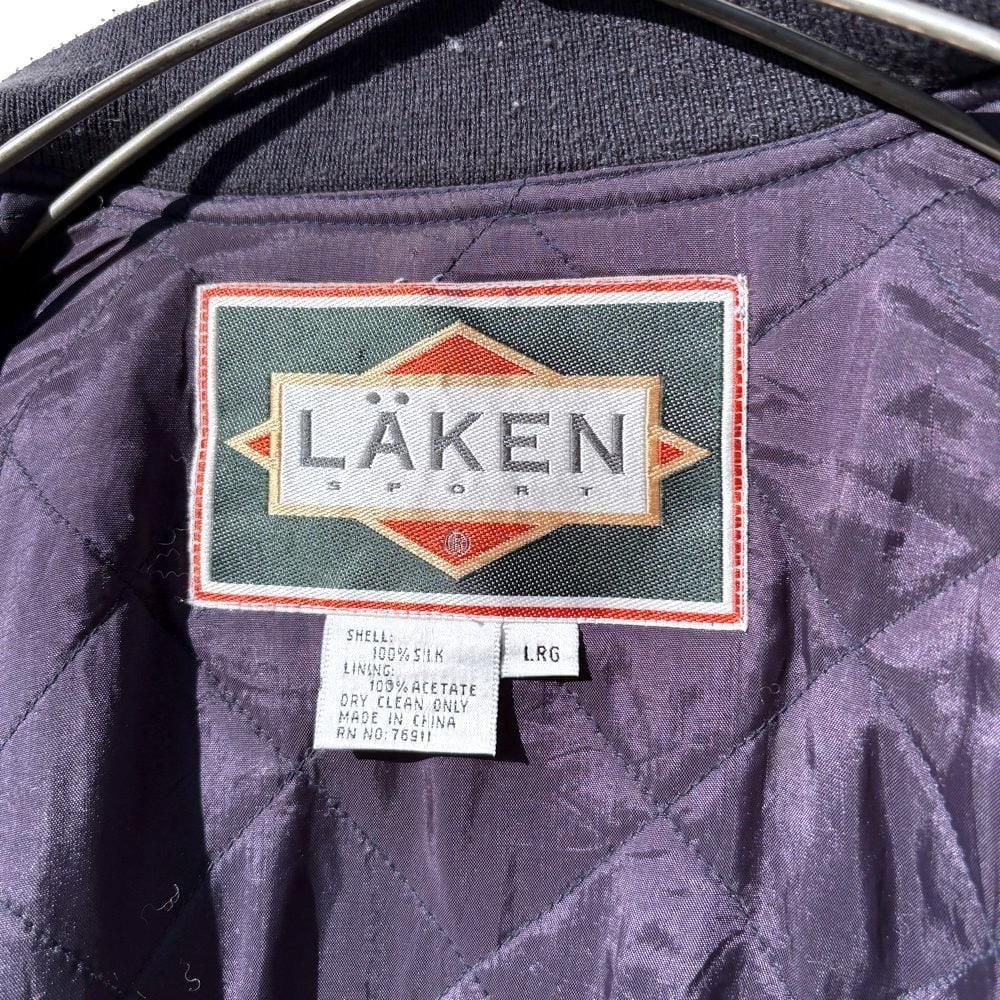 LÄKEN
SPORT
®
SHELL:
100% SILK
LINING:
100% ACETATE
DRY CLEAN ONLY
MADE IN CHINA
RN NO: 76911
LRG